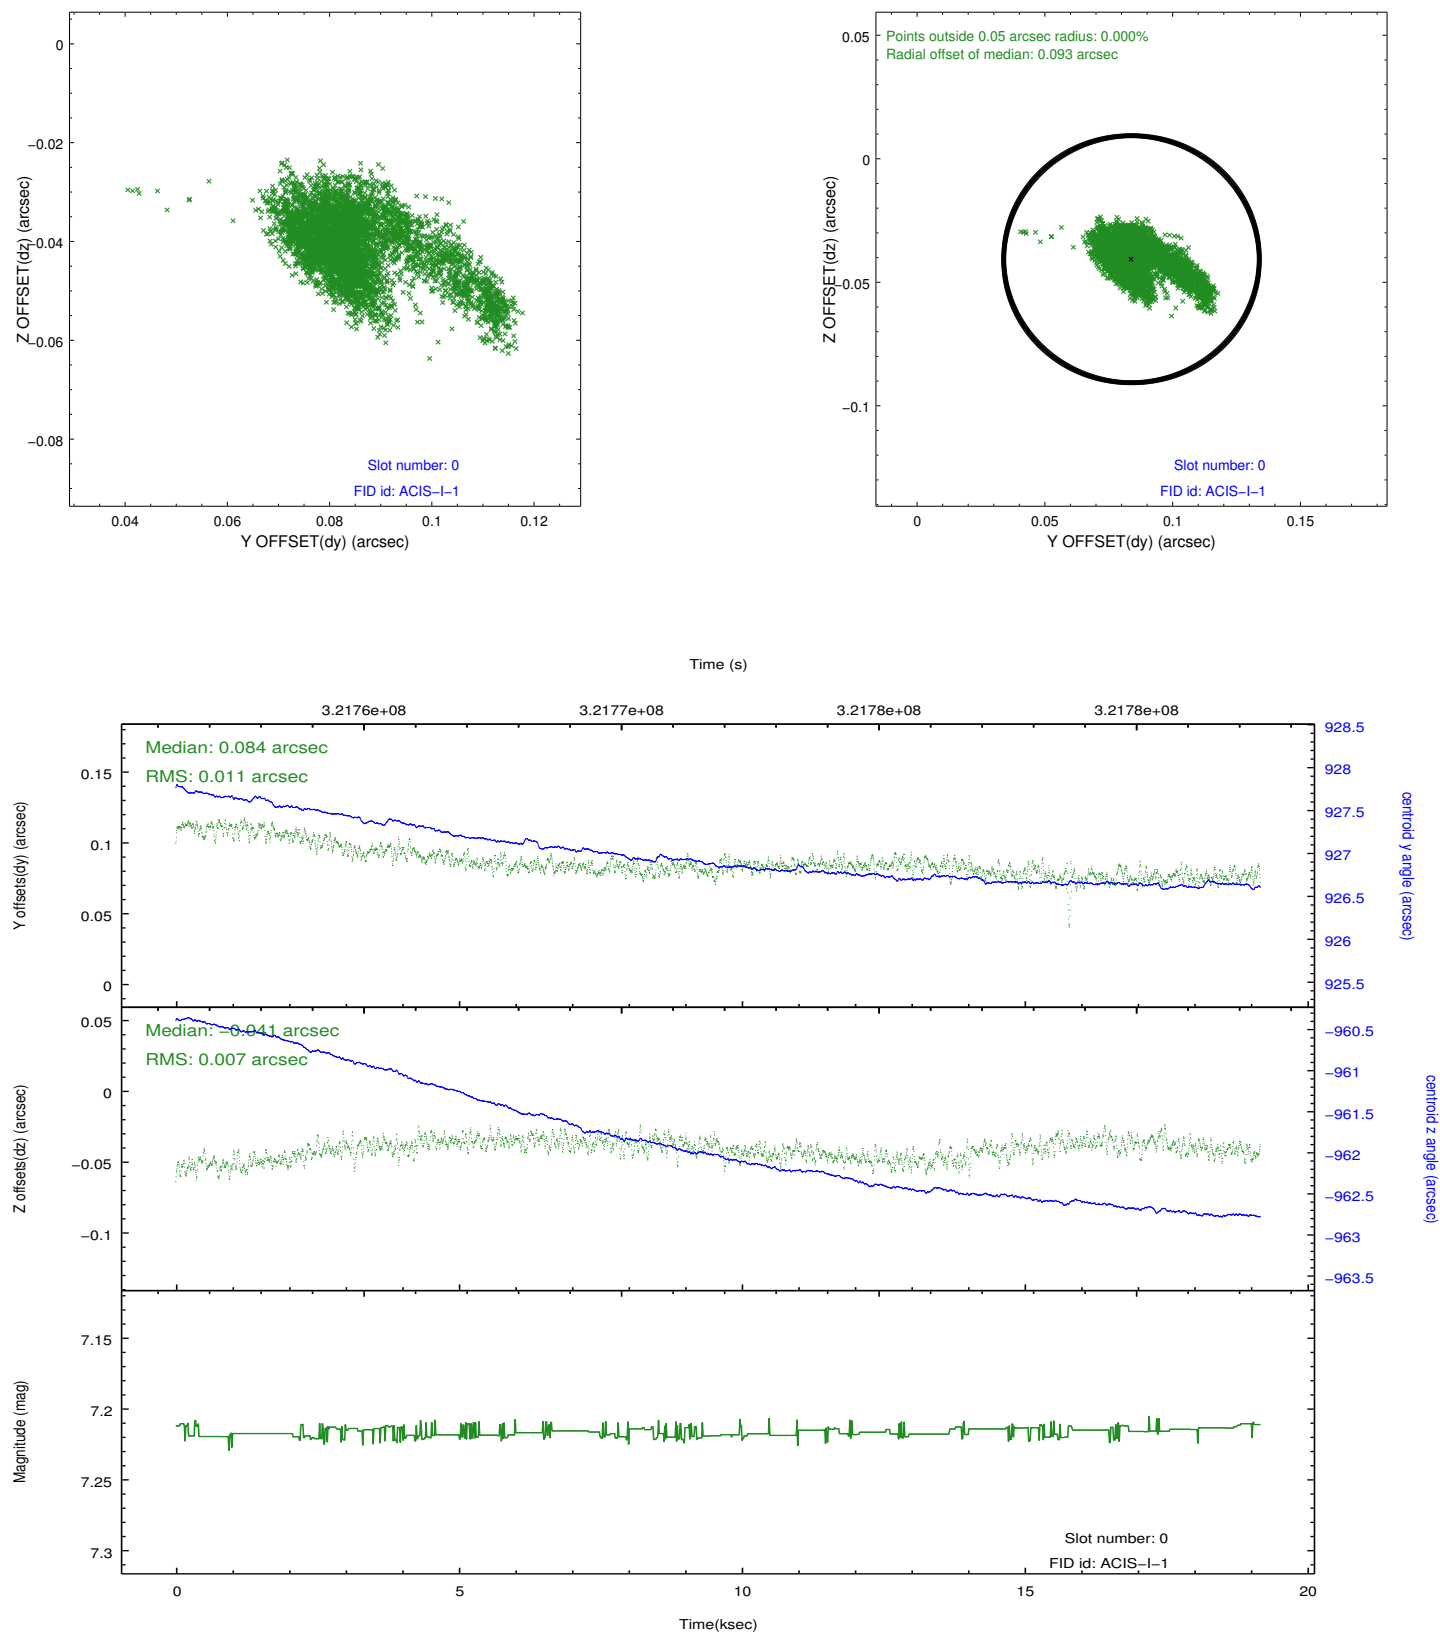 0
−0.02
−0.04
−0.06
−0.08
Z OFFSET(dz) (arcsec)
Slot number: 0
FID id: ACIS−I−1
0.04
0.06
0.08
0.1
0.12
Y OFFSET(dy) (arcsec)
Points outside 0.05 arcsec radius: 0.000%
Radial offset of median: 0.093 arcsec
0.05
0
−0.05
−0.1
Z OFFSET(dz) (arcsec)
Slot number: 0
FID id: ACIS−I−1
0
0.05
0.1
0.15
Y OFFSET(dy) (arcsec)
Time (s)
3.2176e+08
3.2177e+08
3.2178e+08
3.2178e+08
Median: 0.084 arcsec
RMS: 0.011 arcsec
0.15
0.1
0.05
0
Y offsets(dy) (arcsec)
928.5
928
927.5
927
926.5
926
925.5
centroid y angle (arcsec)
Median: −0.041 arcsec
RMS: 0.007 arcsec
0.05
0
−0.05
−0.1
Z offsets(dz) (arcsec)
−960.5
−961
−961.5
−962
−962.5
−963
−963.5
centroid z angle (arcsec)
7.15
7.2
7.25
7.3
Magnitude (mag)
Slot number: 0
FID id: ACIS−I−1
0
5
10
15
20
Time(ksec)